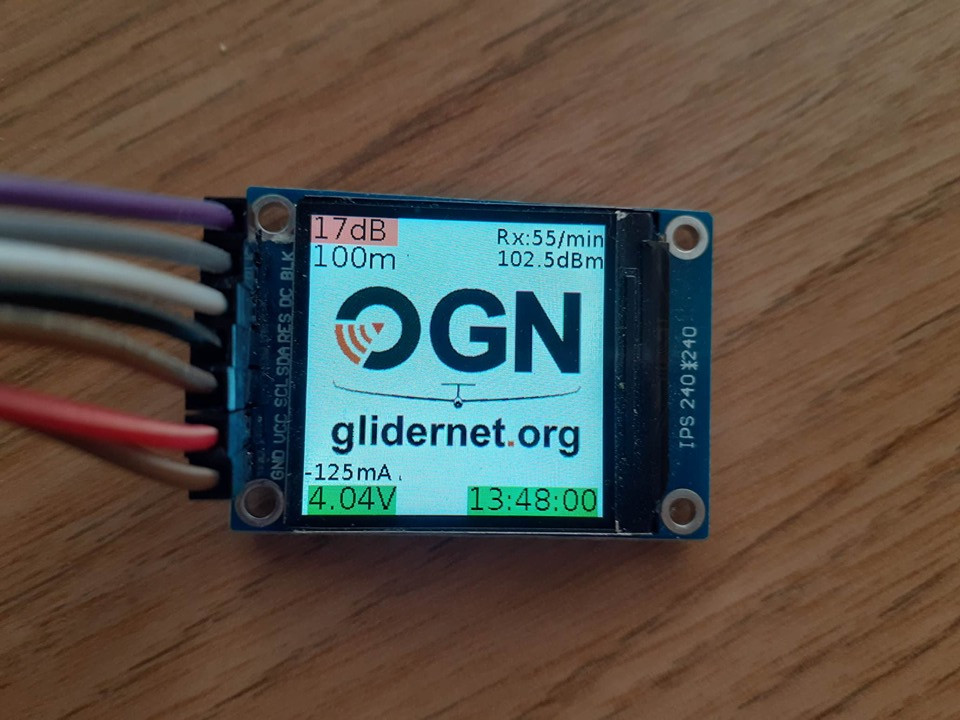 17dB
Rx:55/min
100m
102.5dBm
OGN
glidernet.org
-125mA
4.04V
13:48:00
GND VCC SCL SDA RES DC BLK
IPS 240*240